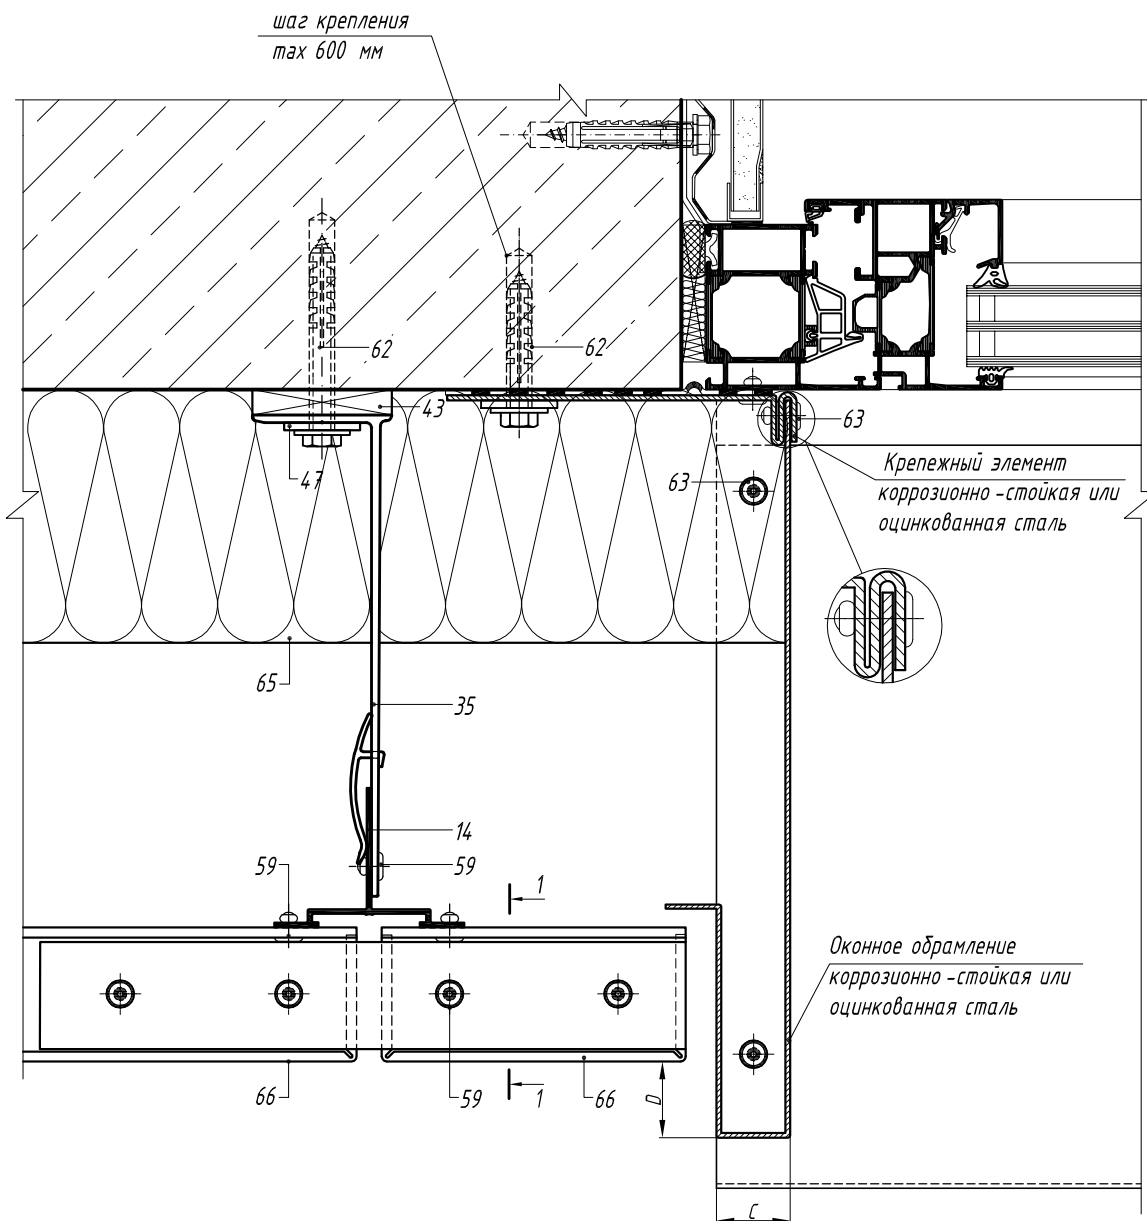 шаг крепления
max 600 мм
62
62
43
63
47
63
Крепежный элемент
коррозионно-стойкая или
оцинкованная сталь
65
35
14
59
59
1
Оконное обрамление
коррозионно-стойкая или
оцинкованная сталь
66
59
1
66
D
C